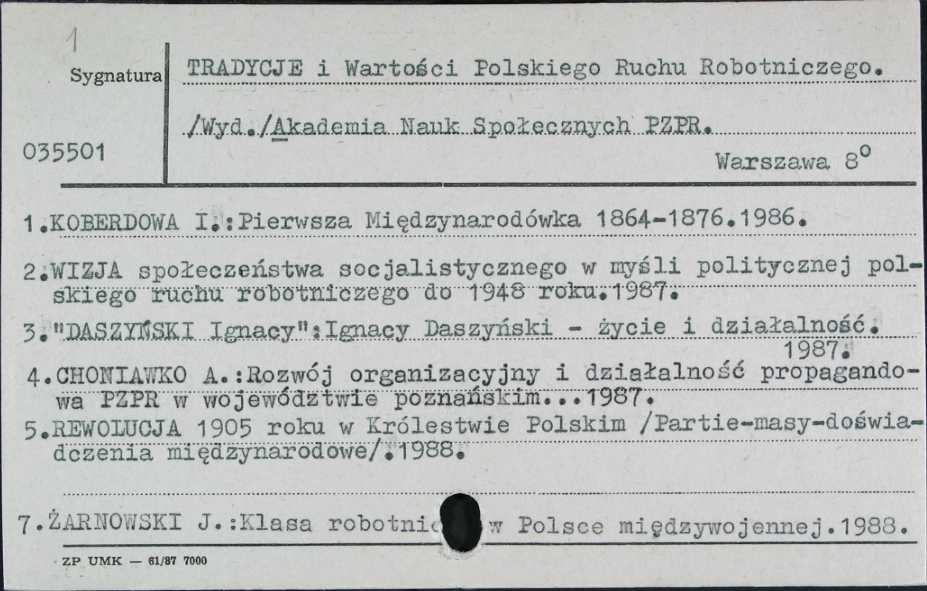 1
Sygnatura
TRADYCJE i Wartości Polskiego Ruchu Robotniczego.
/Wyd./Akademia Nauk Społecznych PZPR.
035501
Warszawa 8⁰
1.KOBERDOWA I.:Pierwsza Międzynarodówka 1864-1876.1986.
2.WIZJA społeczeństwa socjalistycznego w myśli politycznej pol-
skiego ruchu robotniczego do 1948 roku.1987.
3."DASZYŃSKI Ignacy":Ignacy Daszyński - życie i działalność.
1987.
4.CHONIAWKO A.:Rozwój organizacyjny i działalność propagando-
wa PZPR w województwie poznańskim...1987.
5.REWOLUCJA 1905 roku w Królestwie Polskim /Partie-masy-doświa-
dczenia międzynarodowe/.1988.
7.ŻARNOWSKI J.:Klasa w Polsce międzywojennej.1988.
ZP UMK — 61/87 7000